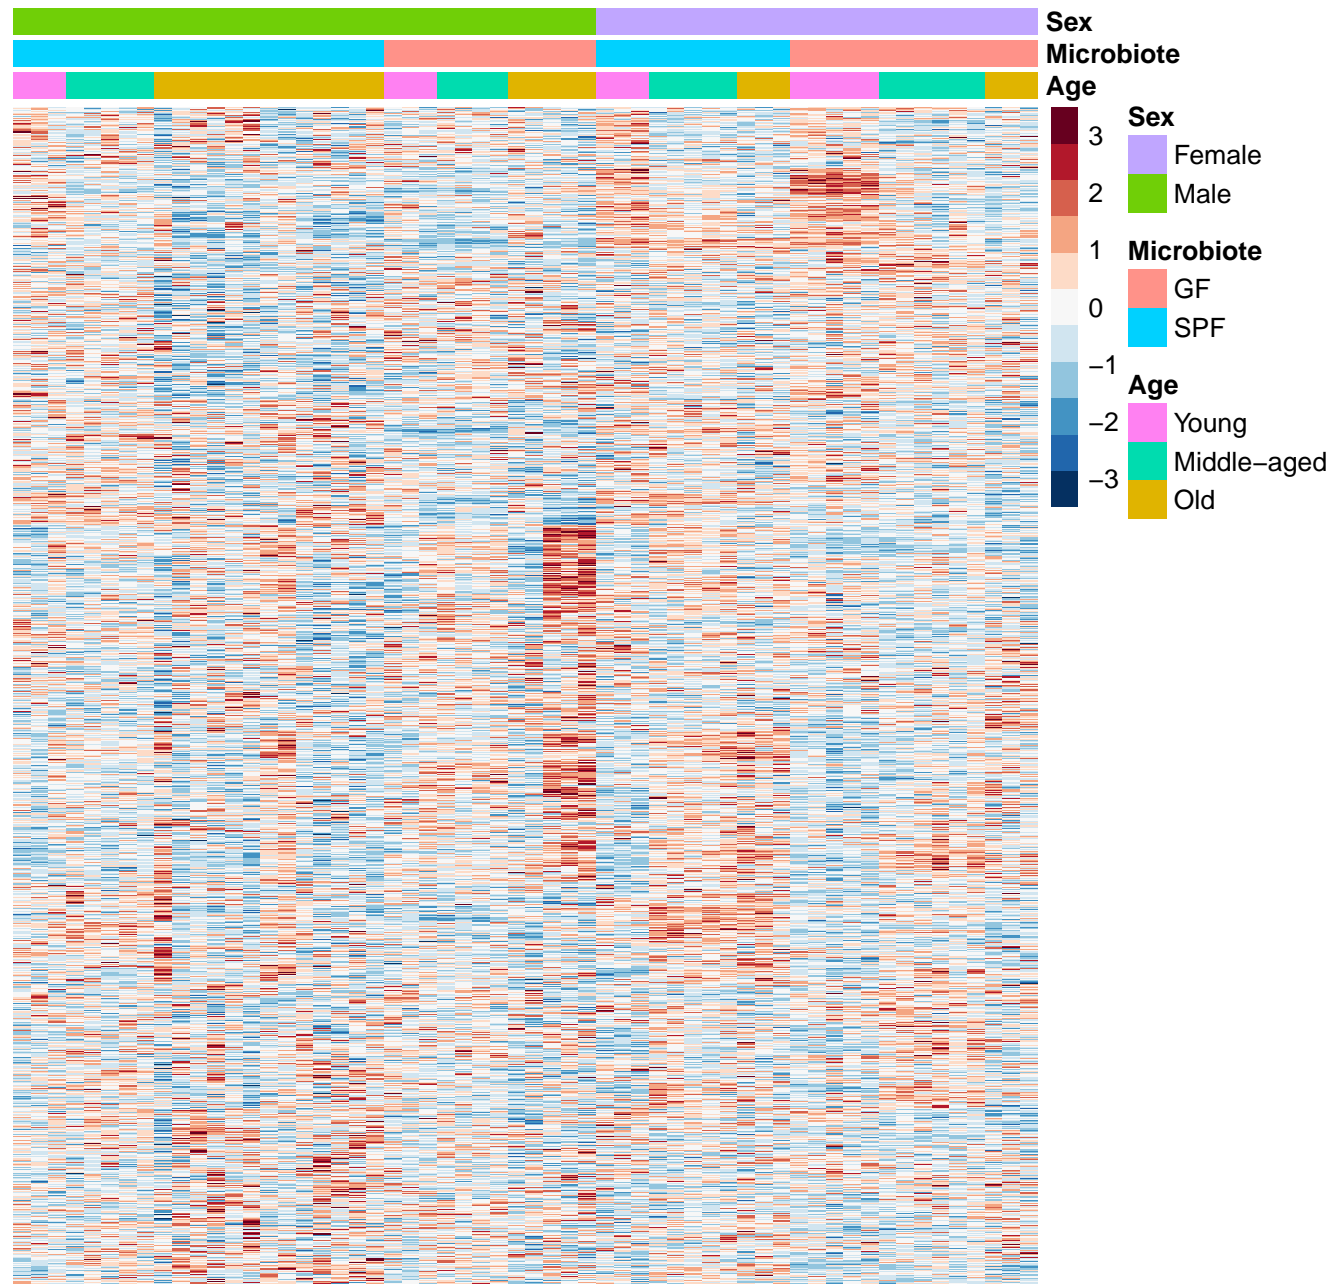 Sex
Microbiote
Age
3
2
1
0
−1
−2
−3
Sex
Female
Male
Microbiote
GF
SPF
Age
Young
Middle−aged
Old